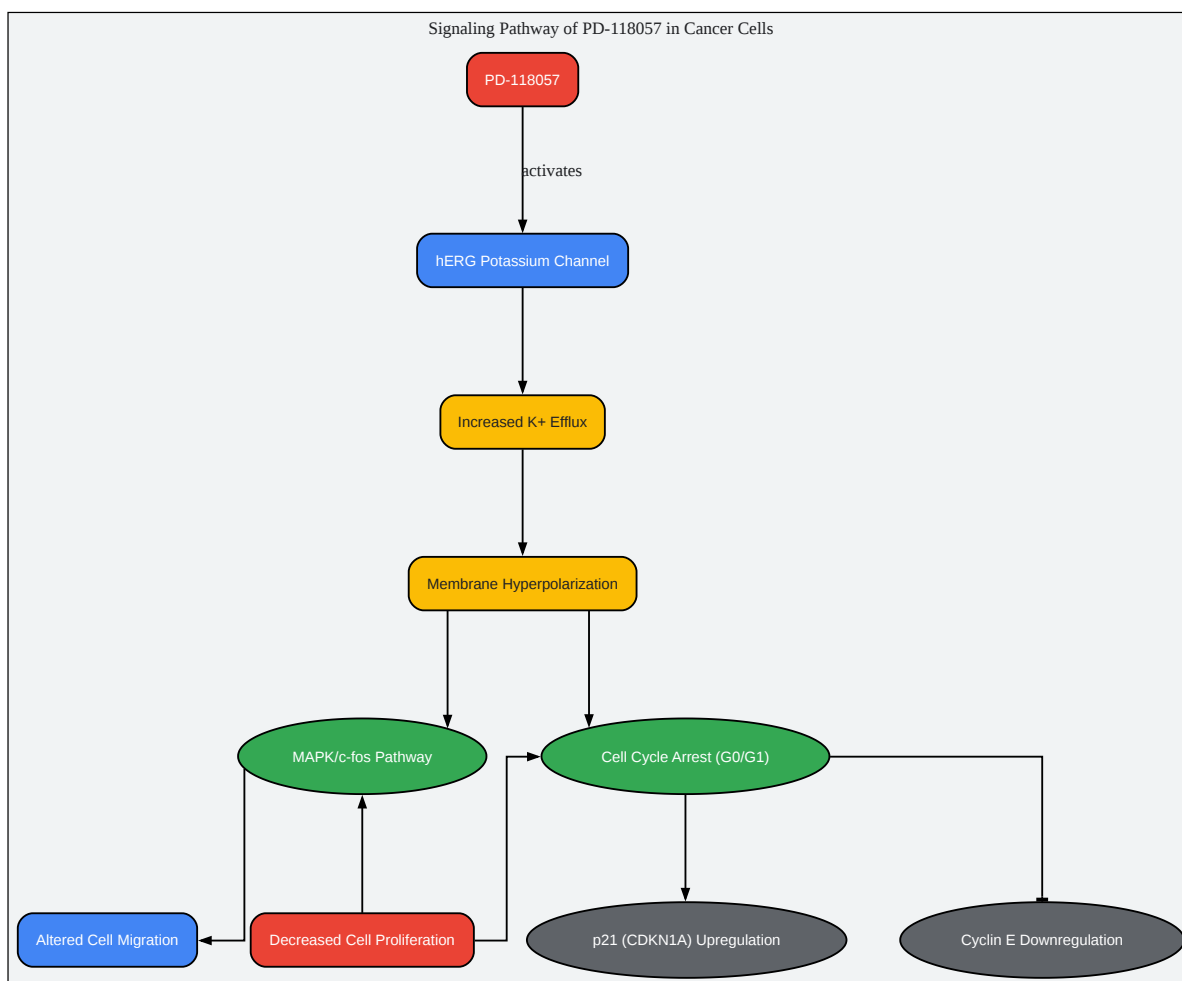 Signaling Pathway of PD-118057 in Cancer Cells
PD-118057
activates
hERG Potassium Channel
Increased K+ Efflux
Membrane Hyperpolarization
MAPK/c-fos Pathway
Cell Cycle Arrest (G0/G1)
Altered Cell Migration
Decreased Cell Proliferation
p21 (CDKN1A) Upregulation
Cyclin E Downregulation